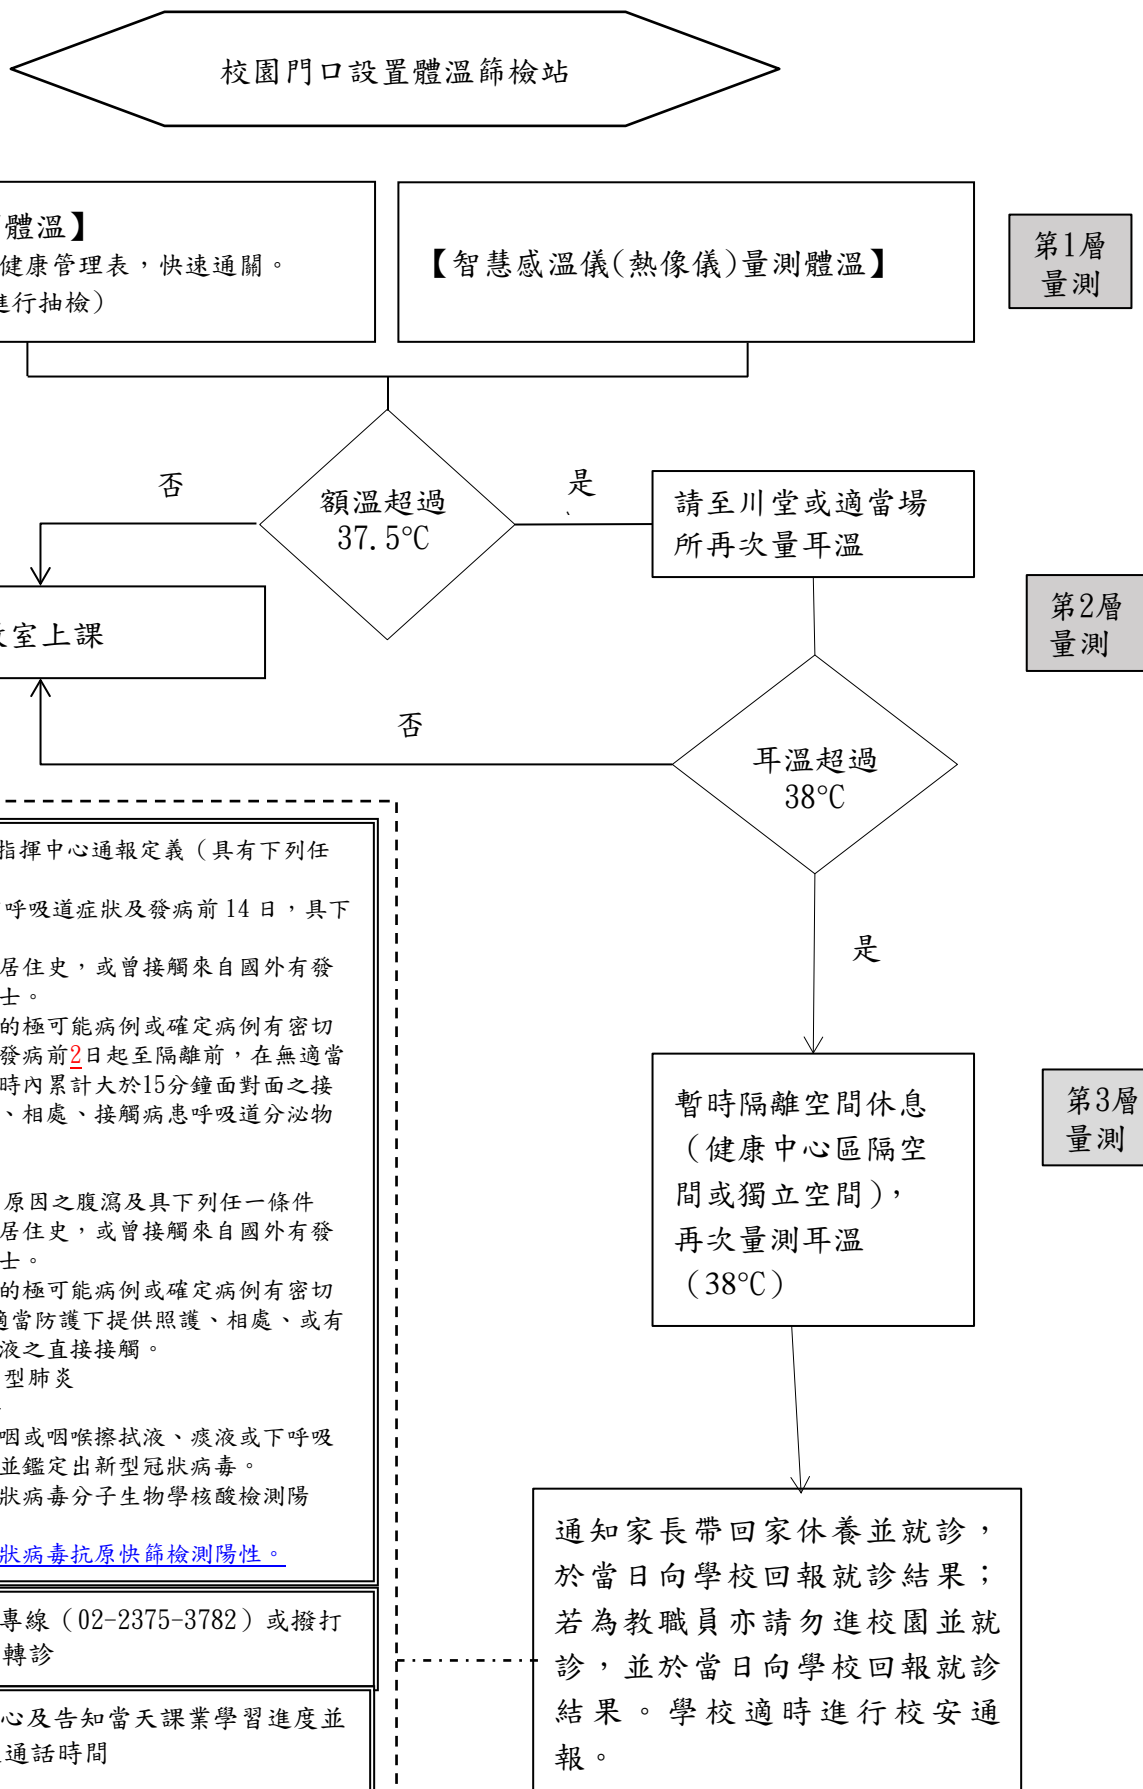 校園門口設置體溫篩檢站
體溫】
健康管理表，快速通關。
進行抽檢）
【智慧感溫儀(熱像儀)量測體溫】
第1層
量測
否
額溫超過
37.5°C
是
、
請至川堂或適當場
所再次量耳溫
教室上課
第2層
量測
否
耳溫超過
38°C
是
指揮中心通報定義（具有下列任
呼吸道症狀及發病前14日，具下
居住史，或曾接觸來自國外有發
士。
的極可能病例或確定病例有密切
發病前2日起至隔離前，在無適當
時內累計大於15分鐘面對面之接
、相處、接觸病患呼吸道分泌物
原因之腹瀉及具下列任一條件
居住史，或曾接觸來自國外有發
士。
的極可能病例或確定病例有密切
適當防護下提供照護、相處、或有
液之直接接觸。
型肺炎
咽或咽喉擦拭液、痰液或下呼吸
並鑑定出新型冠狀病毒。
狀病毒分子生物學核酸檢測陽
狀病毒抗原快篩檢測陽性。
專線（02-2375-3782）或撥打
轉診
心及告知當天課業學習進度並
通話時間
暫時隔離空間休息
（健康中心區隔空
間或獨立空間），
再次量測耳溫
（38°C）
第3層
量測
通知家長帶回家休養並就診，
於當日向學校回報就診結果；
若為教職員亦請勿進校園並就
診，並於當日向學校回報就診
結果。學校適時進行校安通
報。